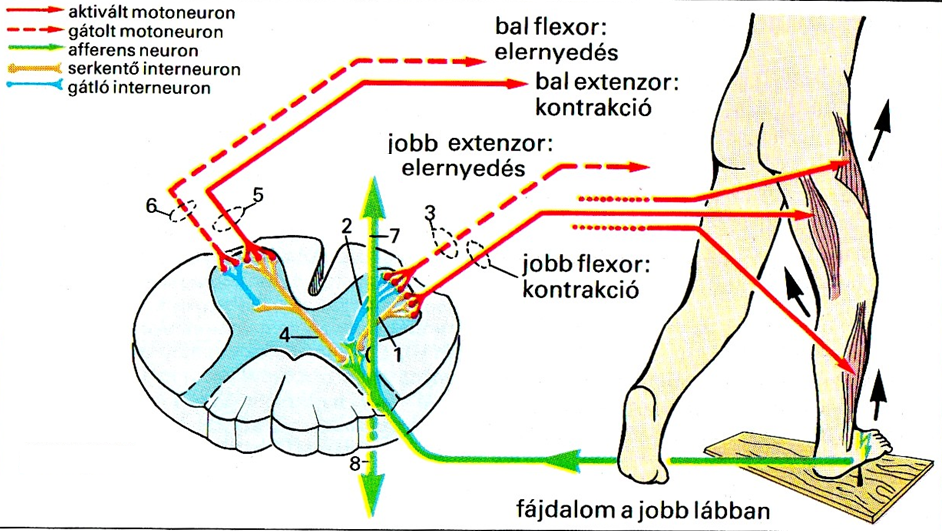 aktivált motoneuron
gátolt motoneuron
afferens neuron
serkentő interneuron
gátló interneuron
bal flexor:
elernyedés
bal extenzor:
kontrakció
jobb extenzor:
elernyedés
6
5
2
7
3
jobb flexor:
kontrakció
4
1
8
fájdalom a jobb lábban